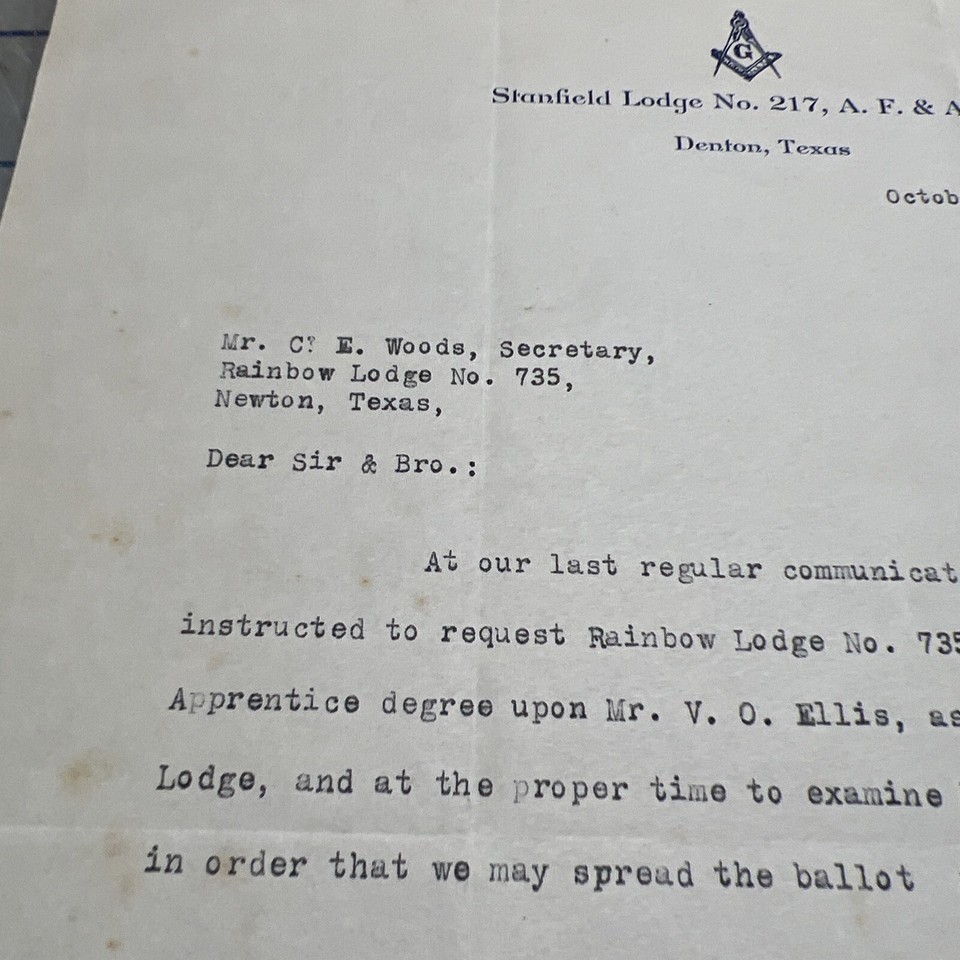 G
Stanfield Lodge No. 217, A. F. & A
Denton, Texas
Octob
Mr. C. E. Woods, Secretary,
Rainbow Lodge No. 735,
Newton, Texas,
Dear Sir & Bro.:
At our last regular communicat
instructed to request Rainbow Lodge No. 735
Apprentice degree upon Mr. V. O. Ellis, as
Lodge, and at the proper time to examine
in order that we may spread the ballot